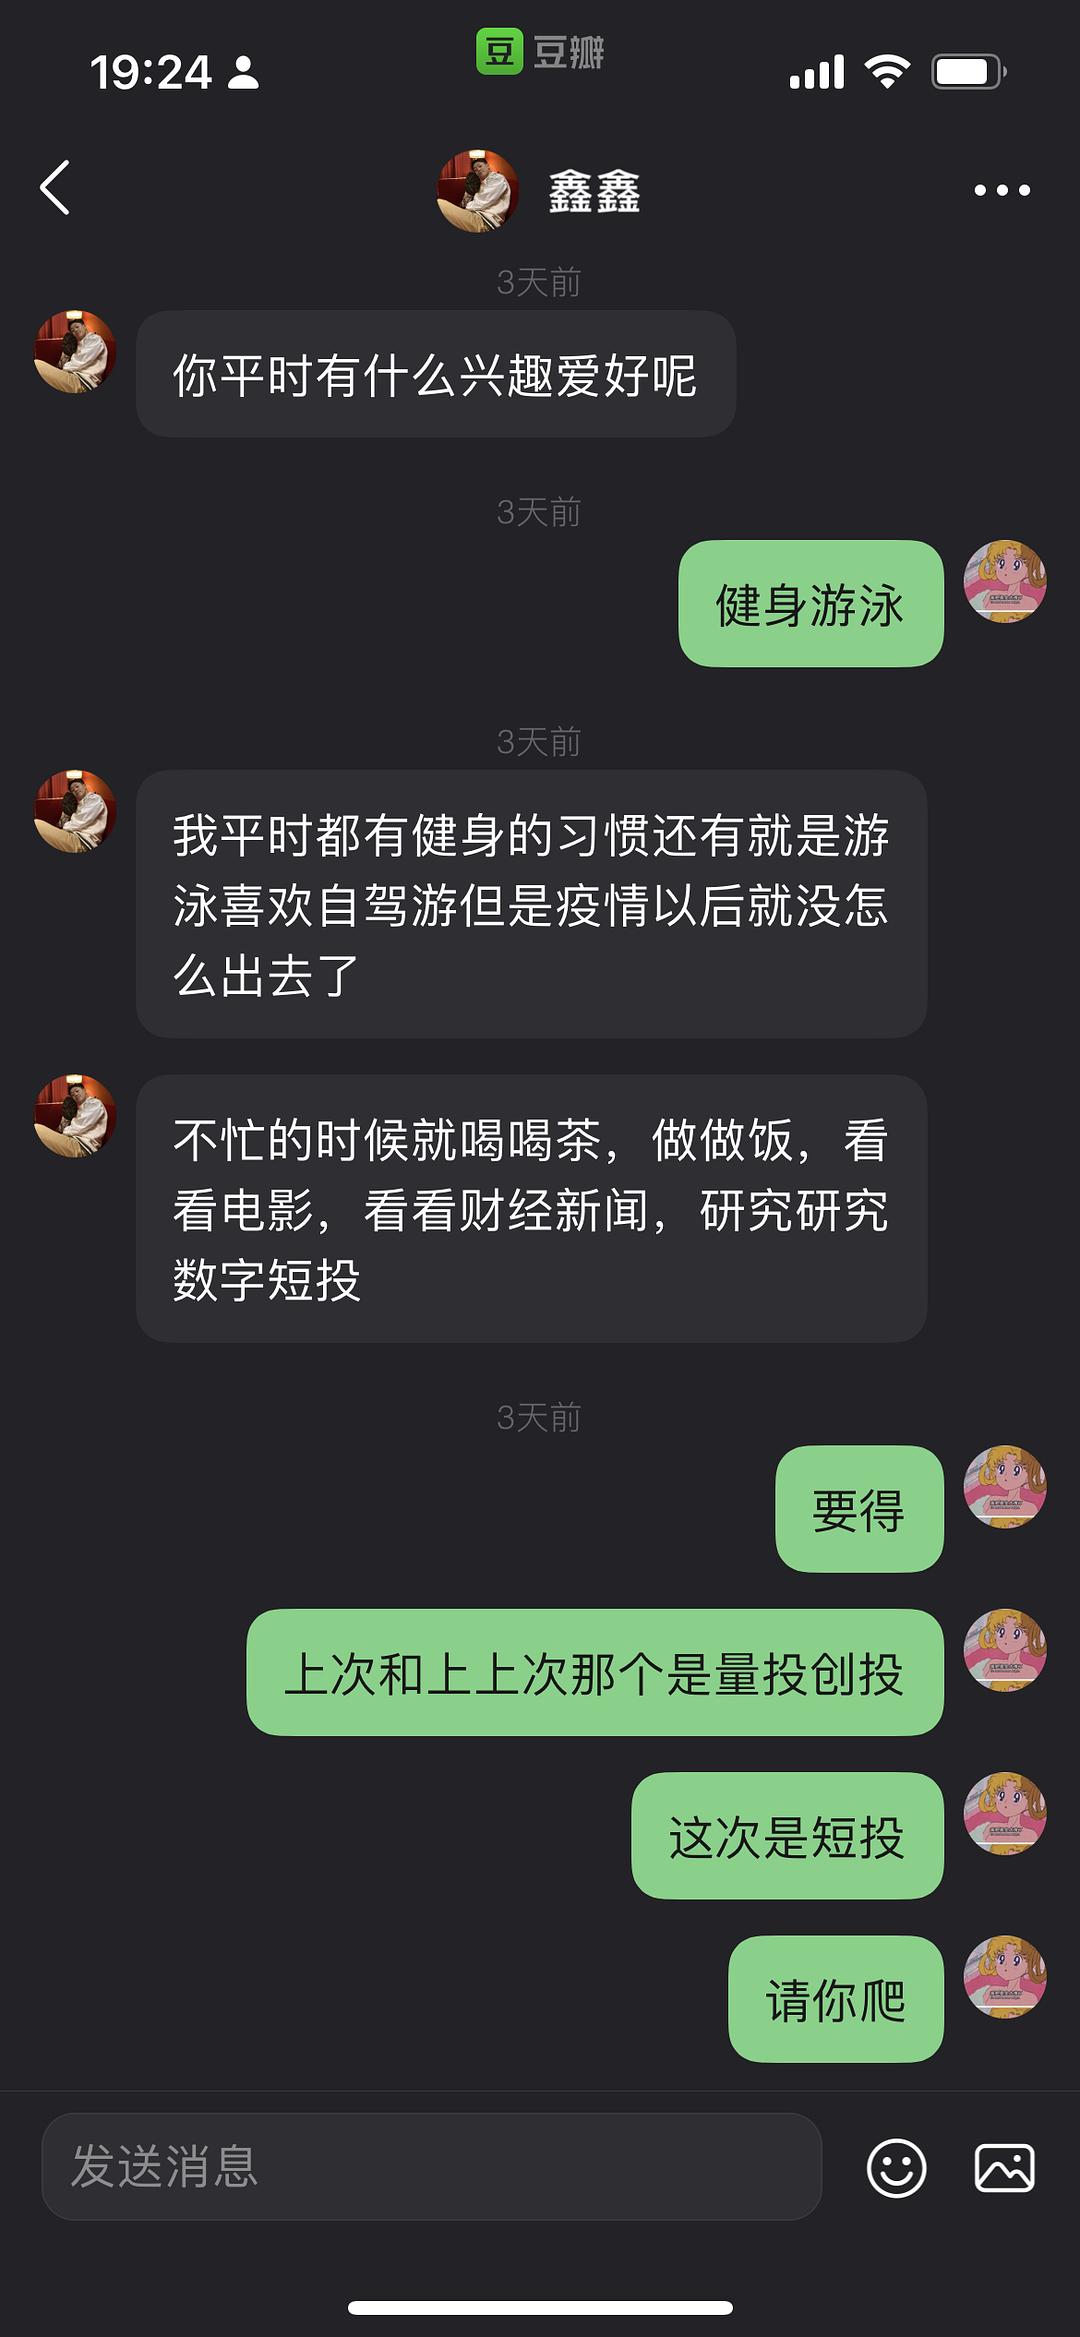 19:24
豆 豆瓣
鑫鑫
3天前
你平时有什么兴趣爱好呢
3天前
健身游泳
3天前
我平时都有健身的习惯还有就是游
泳喜欢自驾游但是疫情以后就没怎
么出去了
不忙的时候就喝喝茶，做做饭，看
看电影，看看财经新闻，研究研究
数字短投
3天前
要得
上次和上上次那个是量投创投
这次是短投
请你爬
发送消息